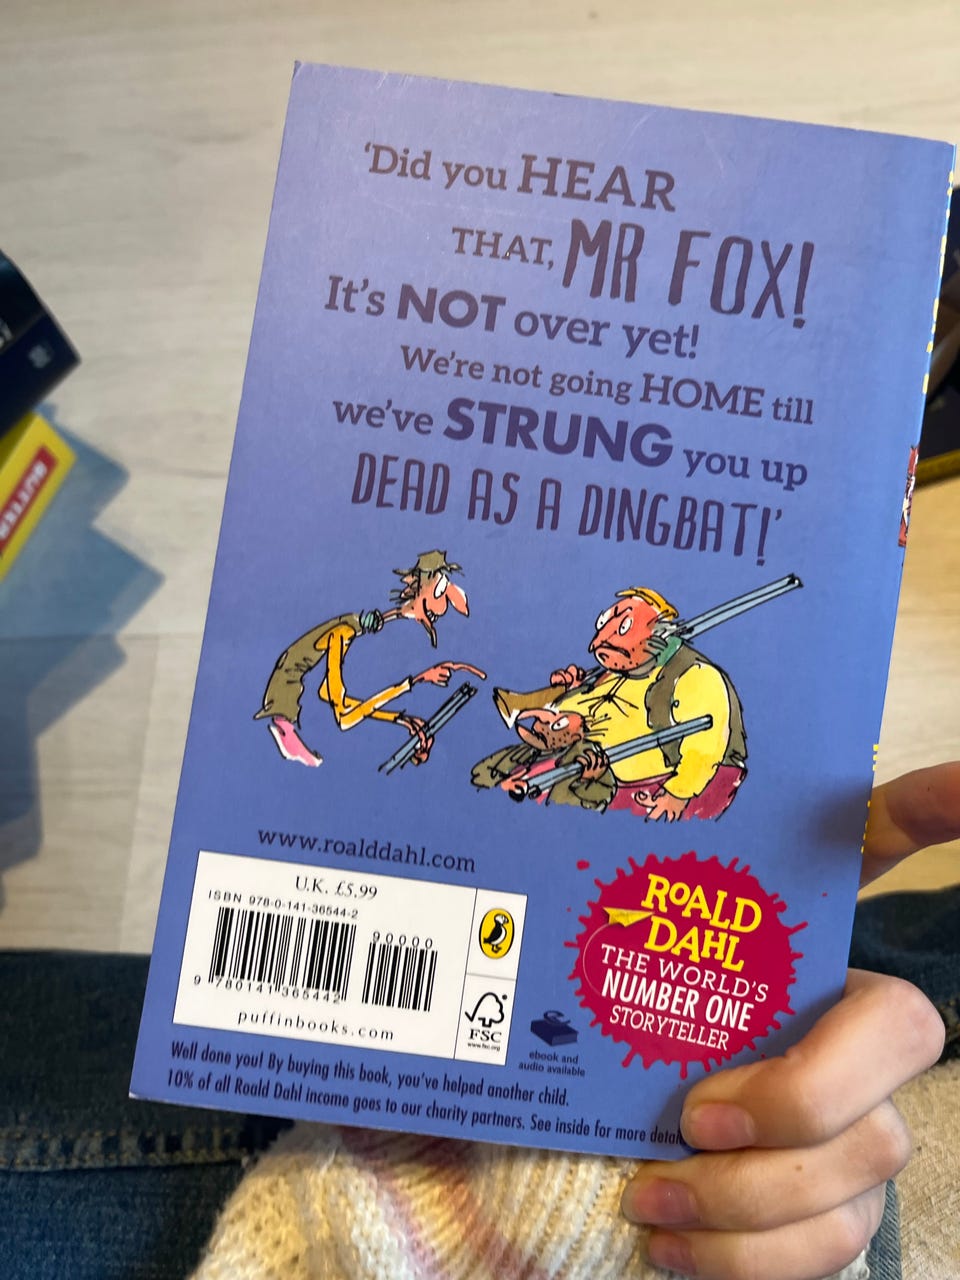 'Did you HEAR
THAT, MR FOX!
It's NOT over yet!
We're not going HOME till
we've STRUNG you up
DEAD AS A DINGBAT!'
www.roalddahl.com
U.K. £5.99
ISBN 978-0-141-36544-2
90000
9 780141 365442
puffinbooks.com
FSC
www.fsc.org
ebook and
audio available
ROALD
DAHL
THE WORLD'S
NUMBER ONE
STORYTELLER
Well done you! By buying this book, you've helped another child.
10% of all Roald Dahl income goes to our charity partners. See inside for more